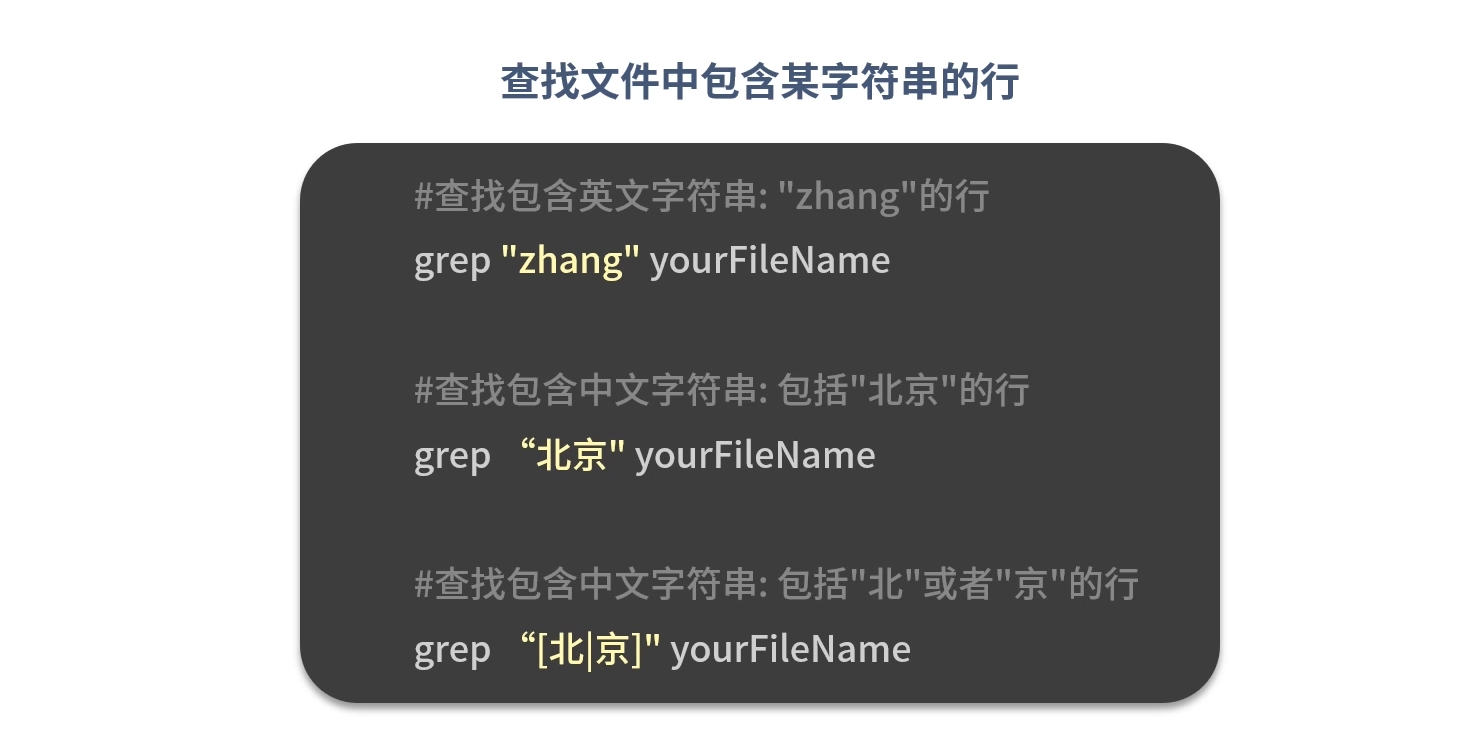 查找文件中包含某字符串的行
#查找包含英文字符串: "zhang"的行
grep "zhang" yourFileName
#查找包含中文字符串: 包括"北京"的行
grep “北京" yourFileName
#查找包含中文字符串: 包括"北"或者"京"的行
grep “[北|京]" yourFileName